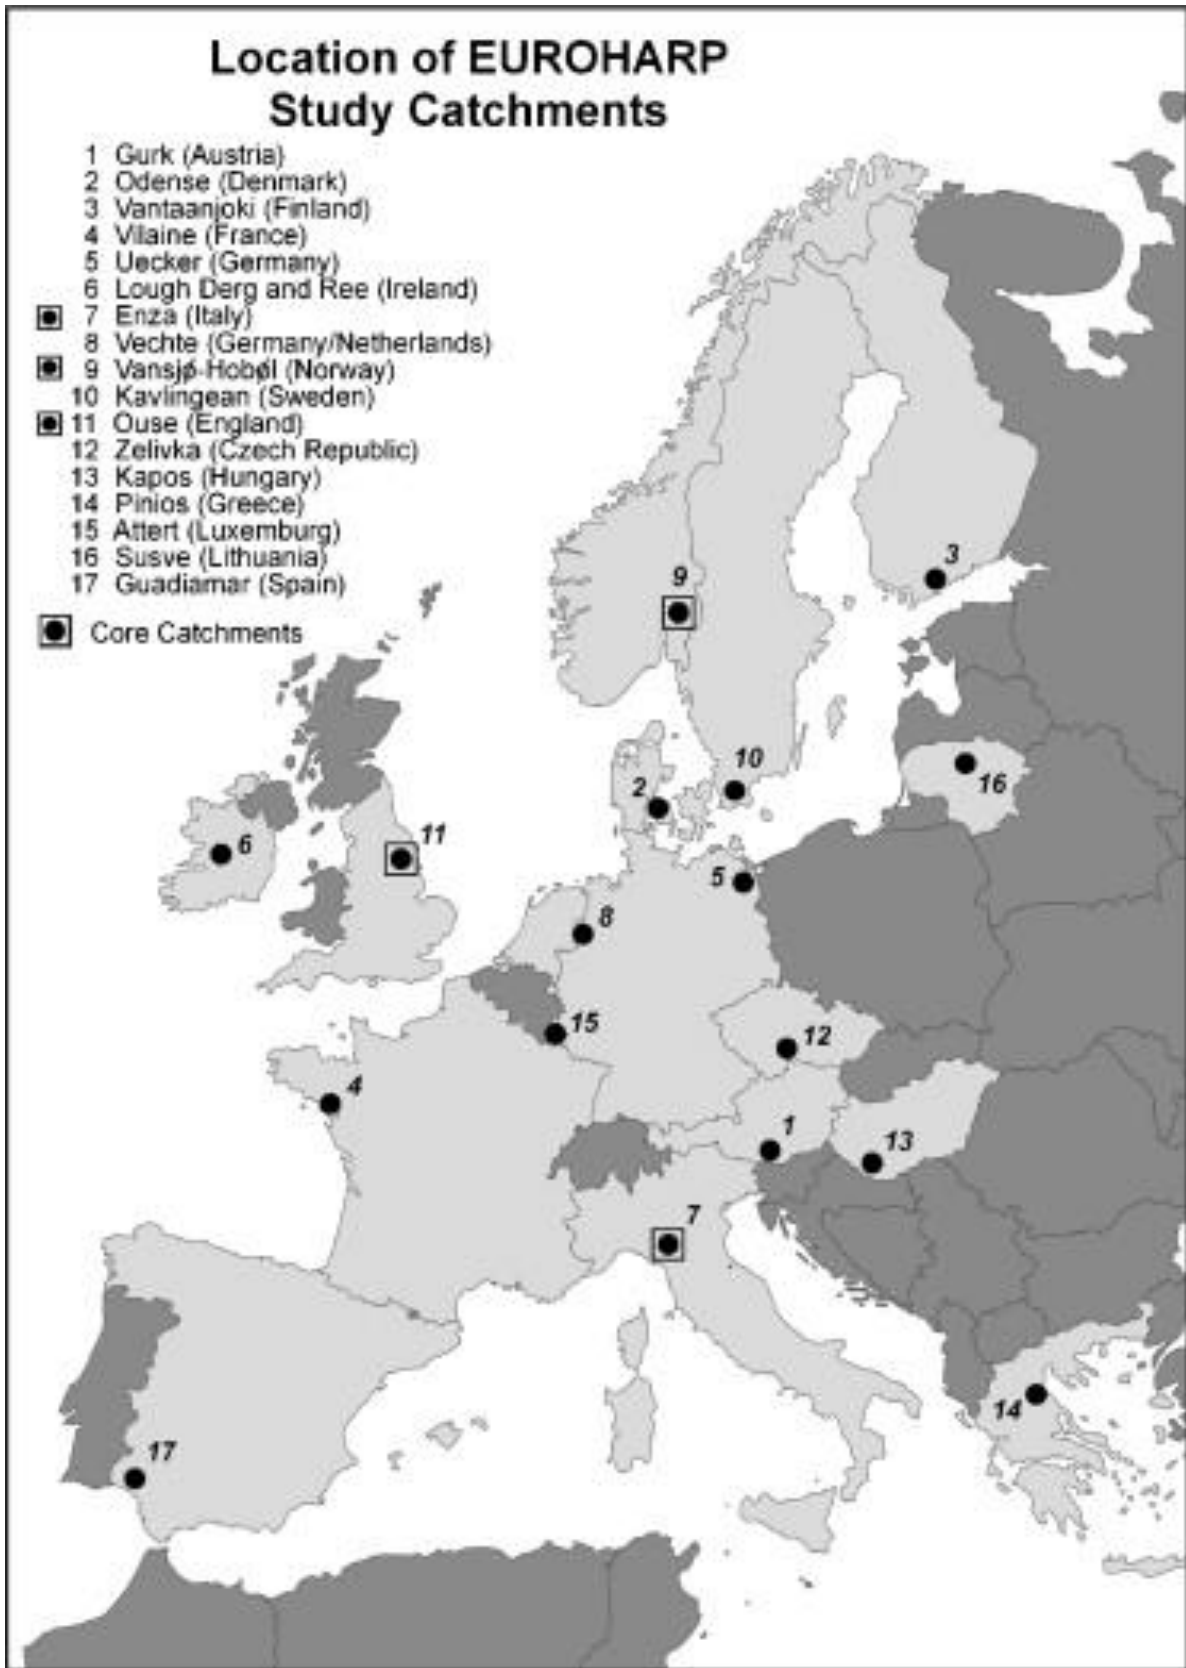 Location of EUROHARP
Study Catchments
1 Gurk (Austria)
2 Odense (Denmark)
3 Vantaanjoki (Finland)
4 Vilaine (France)
5 Uecker (Germany)
6 Lough Derg and Ree (Ireland)
7 Enza (Italy)
8 Vechte (Germany/Netherlands)
9 Vansjø-Hobøl (Norway)
10 Kavlingean (Sweden)
11 Ouse (England)
12 Zelivka (Czech Republic)
13 Kapos (Hungary)
14 Pinios (Greece)
15 Attert (Luxemburg)
16 Susve (Lithuania)
17 Guadiamar (Spain)
Core Catchments
3
9
10
2
16
11
6
5
8
15
12
4
1
13
7
14
17